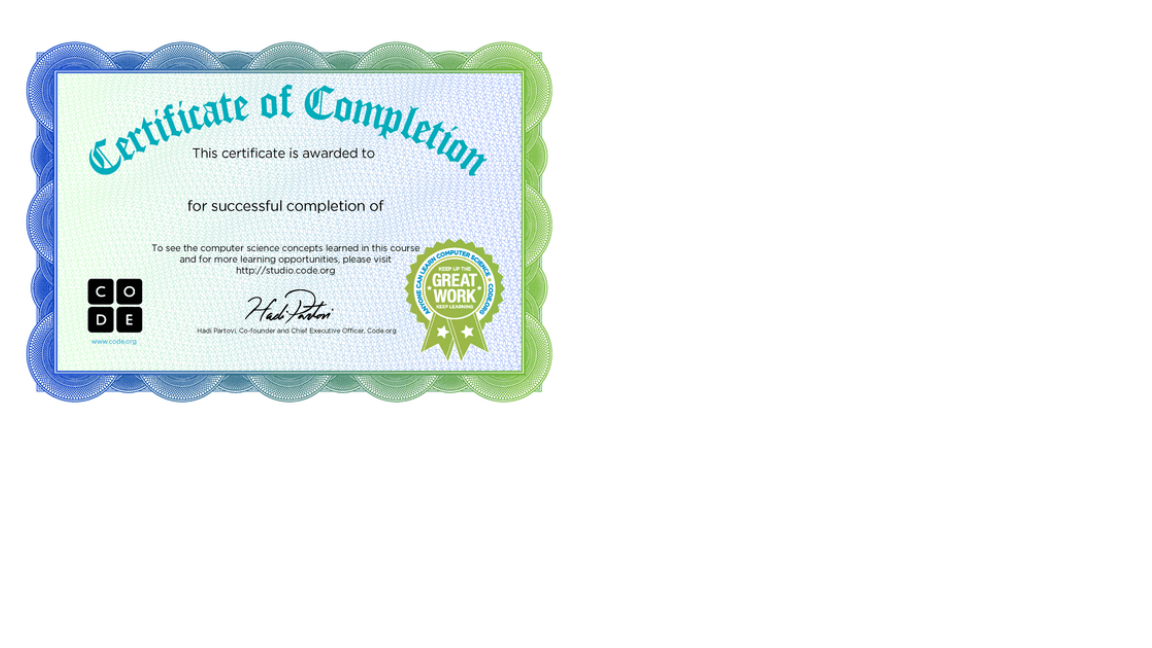 Certificate of Completion
This certificate is awarded to
for successful completion of
To see the computer science concepts learned in this course
and for more learning opportunities, please visit
http://studio.code.org
ANYONE CAN LEARN COMPUTER SCIENCE • CODE.ORG
KEEP UP THE
GREAT
WORK
KEEP LEARNING
C O
D E
www.code.org
Hadi Partovi
Hadi Partovi, Co-founder and Chief Executive Officer, Code.org